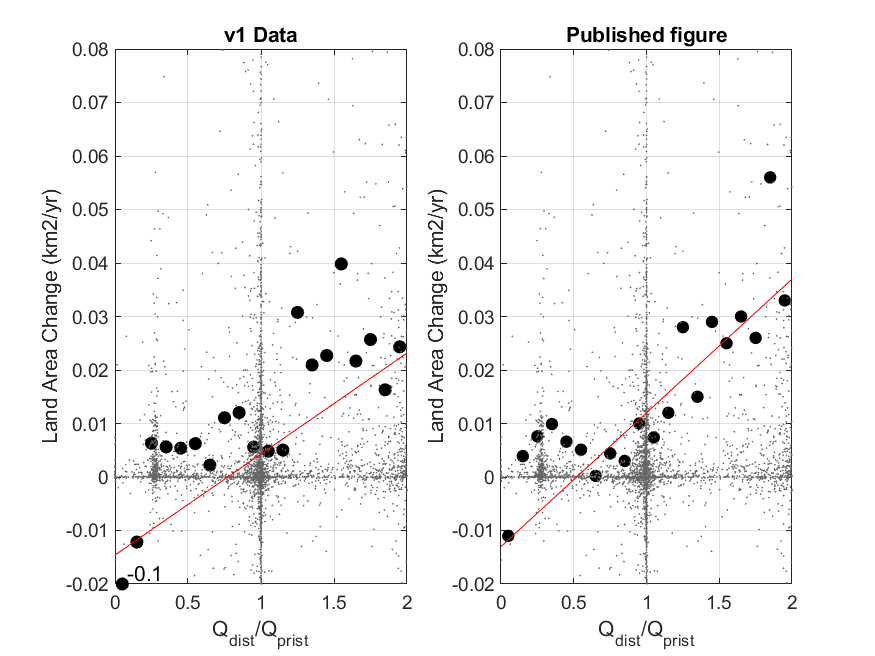 v1 Data
0.08
0.07
0.06
0.05
0.04
0.03
0.02
0.01
0
-0.01
-0.02
Land Area Change (km2/yr)
-0.1
0 0.5 1 1.5 2
Qdist/Qprist
Published figure
0.08
0.07
0.06
0.05
0.04
0.03
0.02
0.01
0
-0.01
-0.02
Land Area Change (km2/yr)
0 0.5 1 1.5 2
Qdist/Qprist